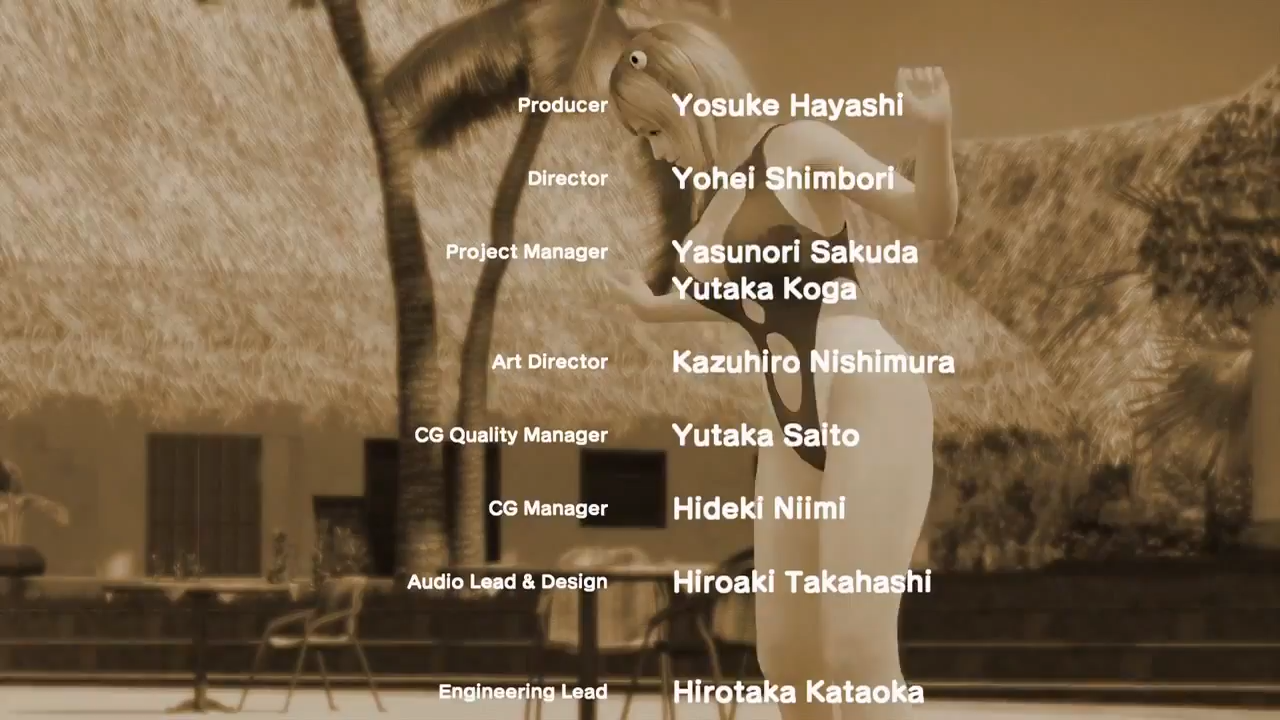 Producer Yosuke Hayashi
Director Yohei Shimbori
Project Manager Yasunori Sakuda
Yutaka Koga
Art Director Kazuhiro Nishimura
CG Quality Manager Yutaka Saito
CG Manager Hideki Niimi
Audio Lead & Design Hiroaki Takahashi
Engineering Lead Hirotaka Kataoka